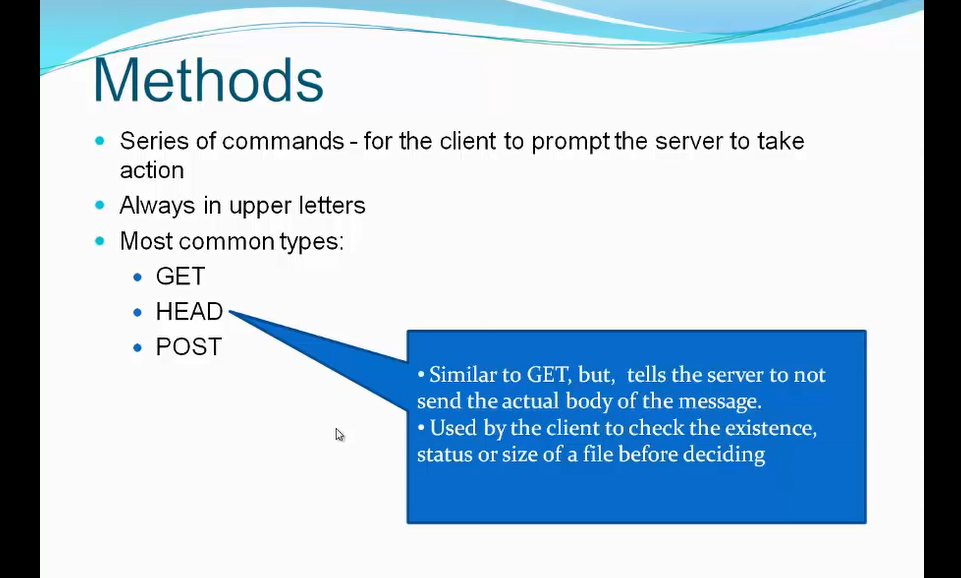 Methods
• Series of commands - for the client to prompt the server to take
action
• Always in upper letters
• Most common types:
• GET
• HEAD
• POST
• Similar to GET, but, tells the server to not
send the actual body of the message.
• Used by the client to check the existence,
status or size of a file before deciding